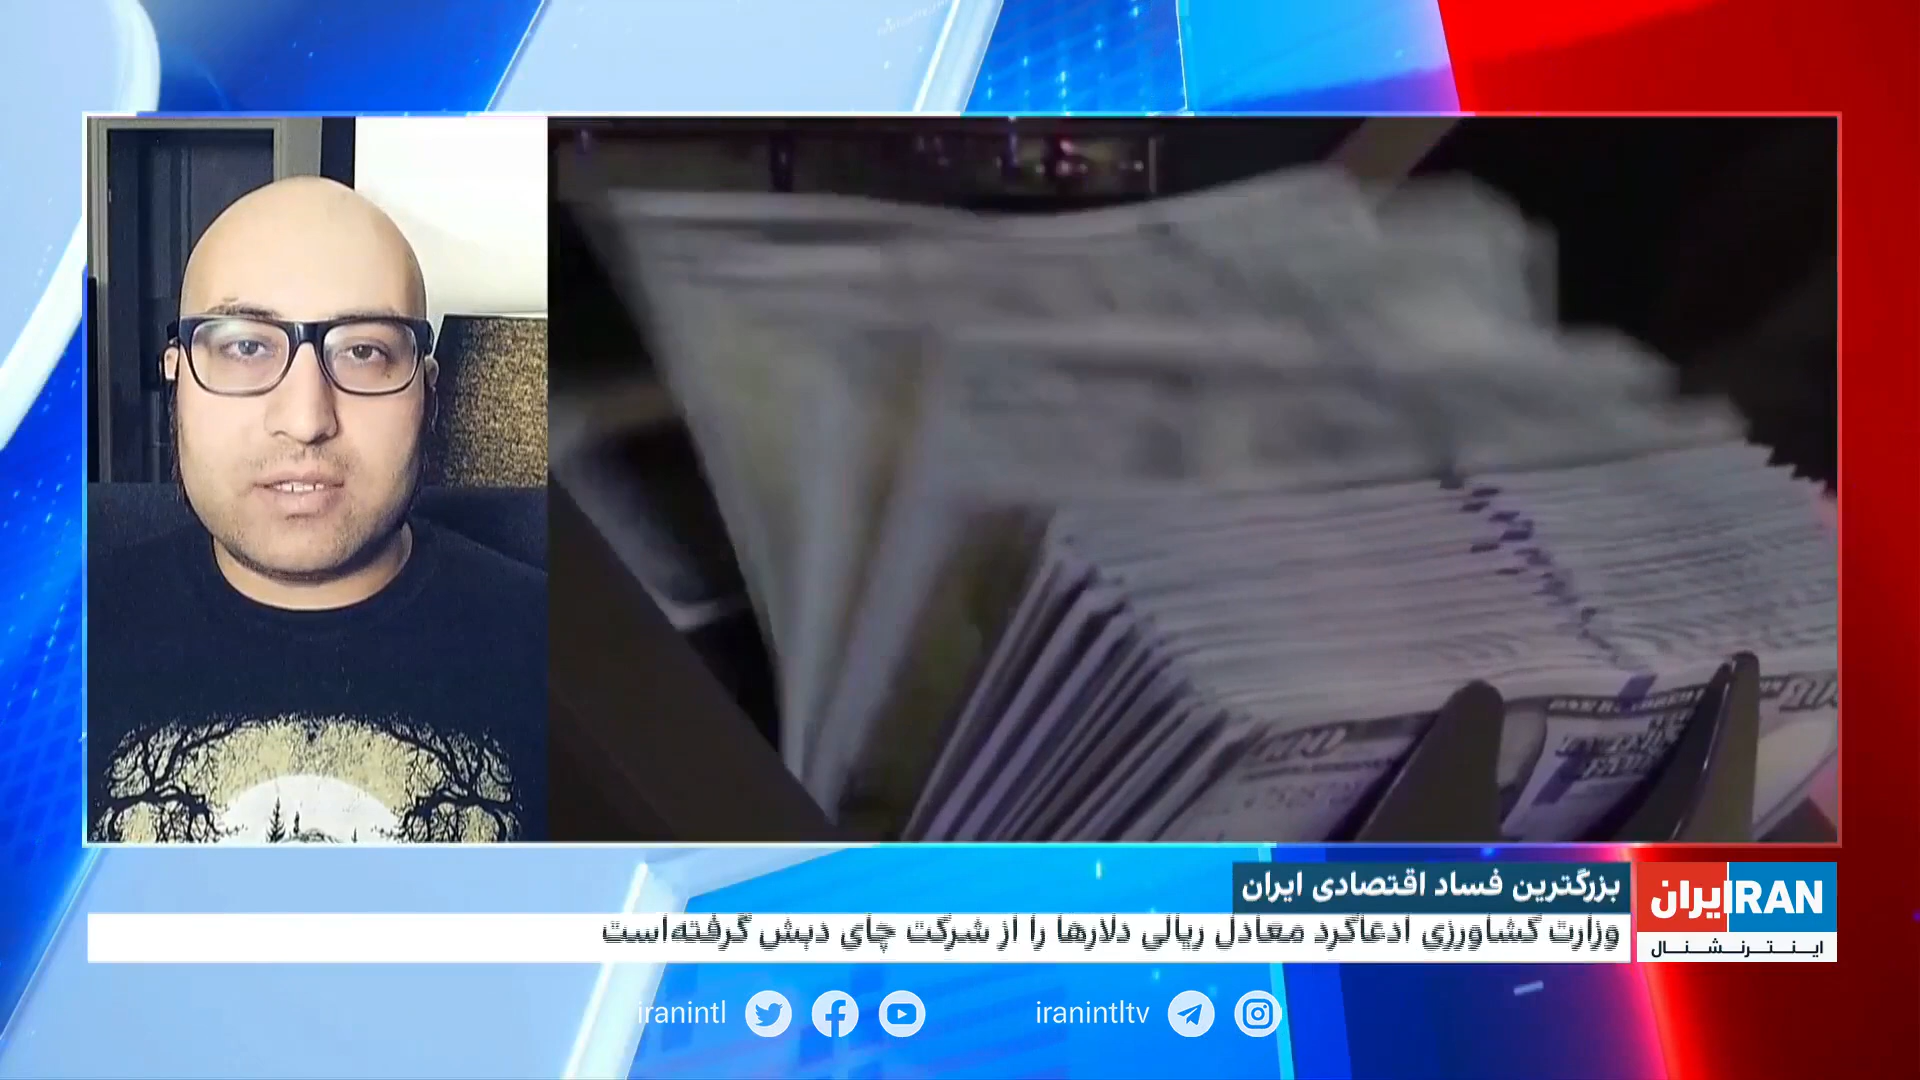 بزرگترین فساد اقتصادی ایران
وزارت کشاورزی ادعاکرد معادل ریالی دلارها را از شرکت چای دبش گرفته‌است
ایران IRAN
اینترنشنال
iranintl
iranintltv